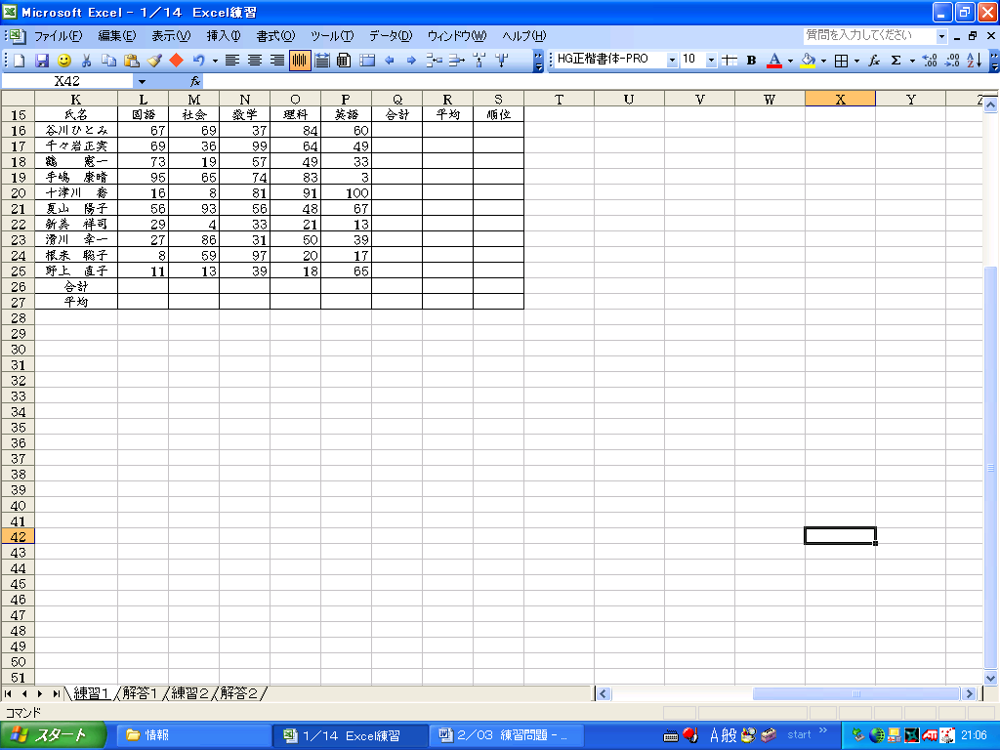 Microsoft Excel - 1／14　Excel練習
ファイル(F)　編集(E)　表示(V)　挿入(I)　書式(O)　ツール(T)　データ(D)　ウィンドウ(W)　ヘルプ(H)　質問を入力してください
HG正楷書体-PRO　10　B　A　Σ
X42　fx
K L M N O P Q R S T U V W X Y Z
15 氏名 国語 社会 数学 理科 英語 合計 平均 順位
16 谷川ひとみ 67 69 37 84 60
17 千々岩正実 69 36 99 64 49
18 鶴　憲一 73 19 57 49 33
19 手嶋　康晴 95 65 74 83 3
20 十津川 16 8 81 91 100
21 夏山　陽子 56 93 56 48 67
22 新美　祥司 29 4 33 21 13
23 滑川　幸一 27 86 31 50 39
24 根来　聡子 8 59 97 20 17
25 野上　直子 11 13 39 18 65
26 合計
27 平均
28
29
30
31
32
33
34
35
36
37
38
39
40
41
42
43
44
45
46
47
48
49
50
51
練習1 解答1 練習2 解答2
コマンド
スタート　情報　1／14　Excel練習　2／03　練習問題 - ...　A 般　start　21:06